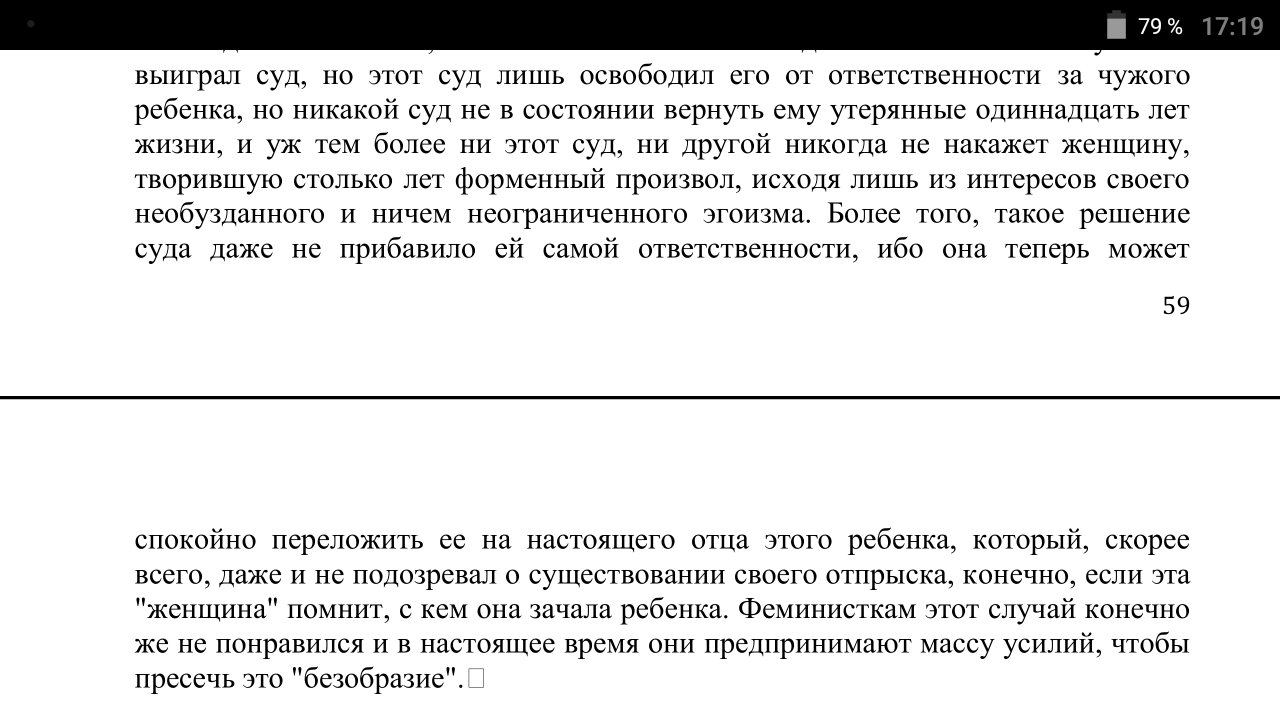 79 % 17:19
выиграл суд, но этот суд лишь освободил его от ответственности за чужого
ребенка, но никакой суд не в состоянии вернуть ему утерянные одиннадцать лет
жизни, и уж тем более ни этот суд, ни другой никогда не накажет женщину,
творившую столько лет форменный произвол, исходя лишь из интересов своего
необузданного и ничем неограниченного эгоизма. Более того, такое решение
суда даже не прибавило ей самой ответственности, ибо она теперь может
59
спокойно переложить ее на настоящего отца этого ребенка, который, скорее
всего, даже и не подозревал о существовании своего отпрыска, конечно, если эта
"женщина" помнит, с кем она зачала ребенка. Феминисткам этот случай конечно
же не понравился и в настоящее время они предпринимают массу усилий, чтобы
пресечь это "безобразие".